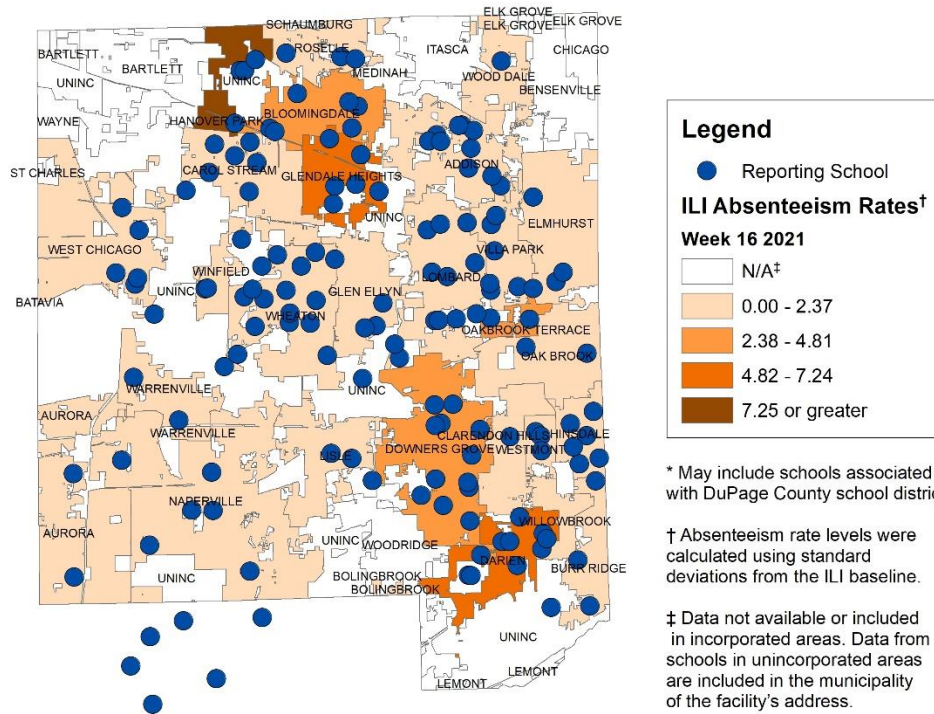 SCHAUMBURG
ELK GROVE
ELK GROVE
ELK GROVE
BARTLETT
ROSELLE
ITASCA
CHICAGO
BARTLETT
MEDINAH
WOOD DALE
UNINC
UNINC
BENSENVILLE
WAYNE
HANOVER PARK
BLOOMINGDALE
ADDISON
ST CHARLES
CAROL STREAM
GLENDALE HEIGHTS
UNINC
ELMHURST
WEST CHICAGO
VILLA PARK
WINFIELD
LOMBARD
BATAVIA
UNINC
GLEN ELLYN
WHEATON
OAKBROOK TERRACE
OAK BROOK
WARRENVILLE
UNINC
AURORA
WARRENVILLE
CLARENDON HILLS
HINSDALE
LISLE
DOWNERS GROVE
WESTMONT
NAPERVILLE
AURORA
UNINC
WOODRIDGE
WILLOWBROOK
DARIEN
UNINC
BOLINGBROOK
BOLINGBROOK
BURR RIDGE
UNINC
LEMONT
LEMONT
Legend
Reporting School
ILI Absenteeism Rates†
Week 16 2021
N/A‡
0.00 - 2.37
2.38 - 4.81
4.82 - 7.24
7.25 or greater
* May include schools associated
with DuPage County school distri
† Absenteeism rate levels were
calculated using standard
deviations from the ILI baseline.
‡ Data not available or included
in incorporated areas. Data from
schools in unincorporated areas
are included in the municipality
of the facility's address.